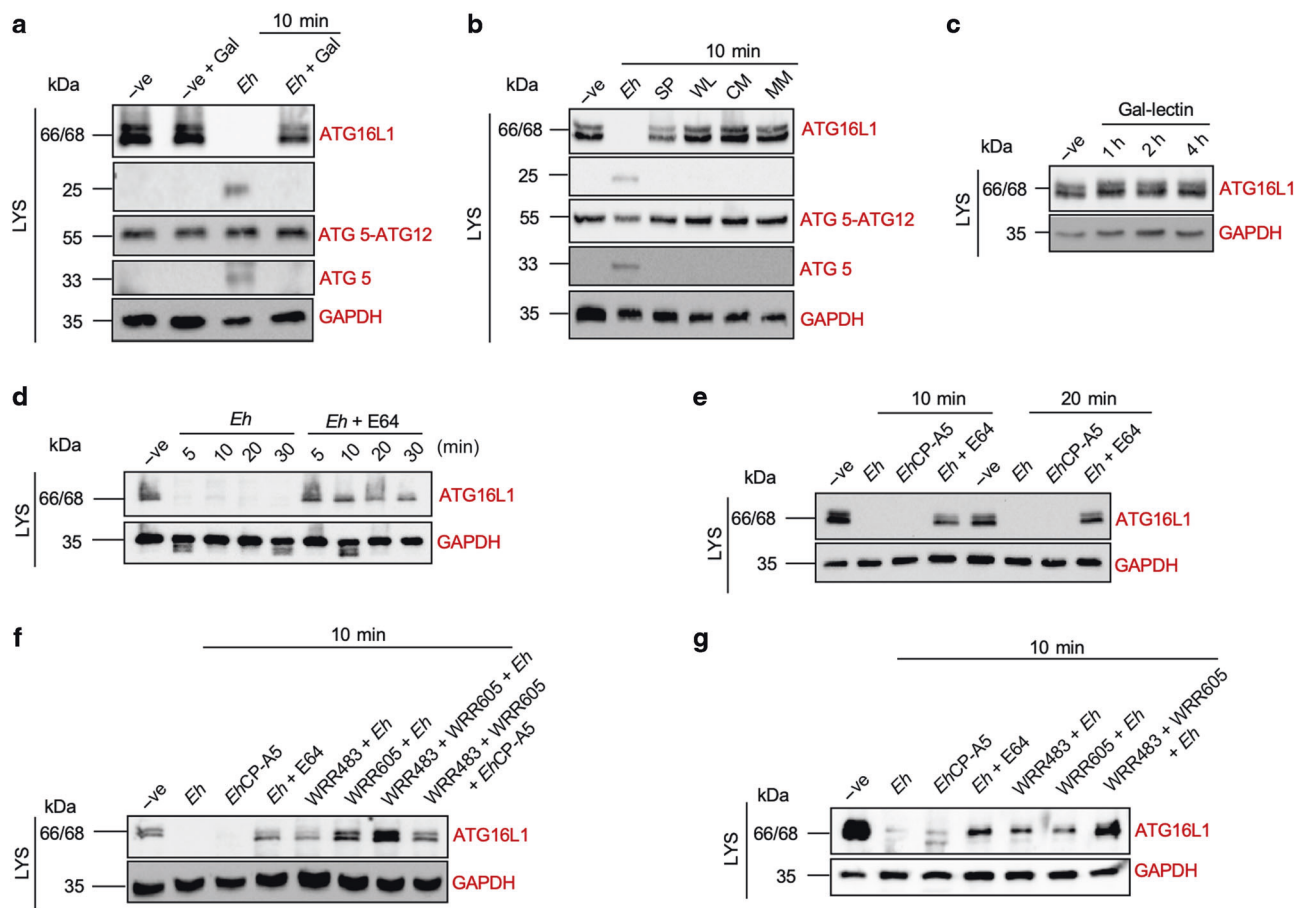 a
10 min
kDa –ve –ve + Gal Eh Eh + Gal
LYS
66/68 ATG16L1
25
55 ATG 5-ATG12
33 ATG 5
35 GAPDH
b
10 min
kDa –ve Eh SP WL CM MM
LYS
66/68 ATG16L1
25
55 ATG 5-ATG12
33 ATG 5
35 GAPDH
c
Gal-lectin
kDa –ve 1 h 2 h 4 h
LYS
66/68 ATG16L1
35 GAPDH
d
Eh Eh + E64
kDa –ve 5 10 20 30 5 10 20 30 (min)
LYS
66/68 ATG16L1
35 GAPDH
e
10 min 20 min
kDa –ve Eh EhCP-A5 Eh + E64 –ve Eh EhCP-A5 Eh + E64
LYS
66/68 ATG16L1
35 GAPDH
f
10 min
kDa –ve Eh EhCP-A5 Eh + E64 WRR483 + Eh WRR605 + Eh WRR483 + WRR605 + Eh WRR483 + WRR605
+ EhCP-A5
LYS
66/68 ATG16L1
35 GAPDH
g
10 min
kDa –ve Eh EhCP-A5 Eh + E64 WRR483 + Eh WRR605 + Eh WRR483 + WRR605
+ Eh
LYS
66/68 ATG16L1
35 GAPDH